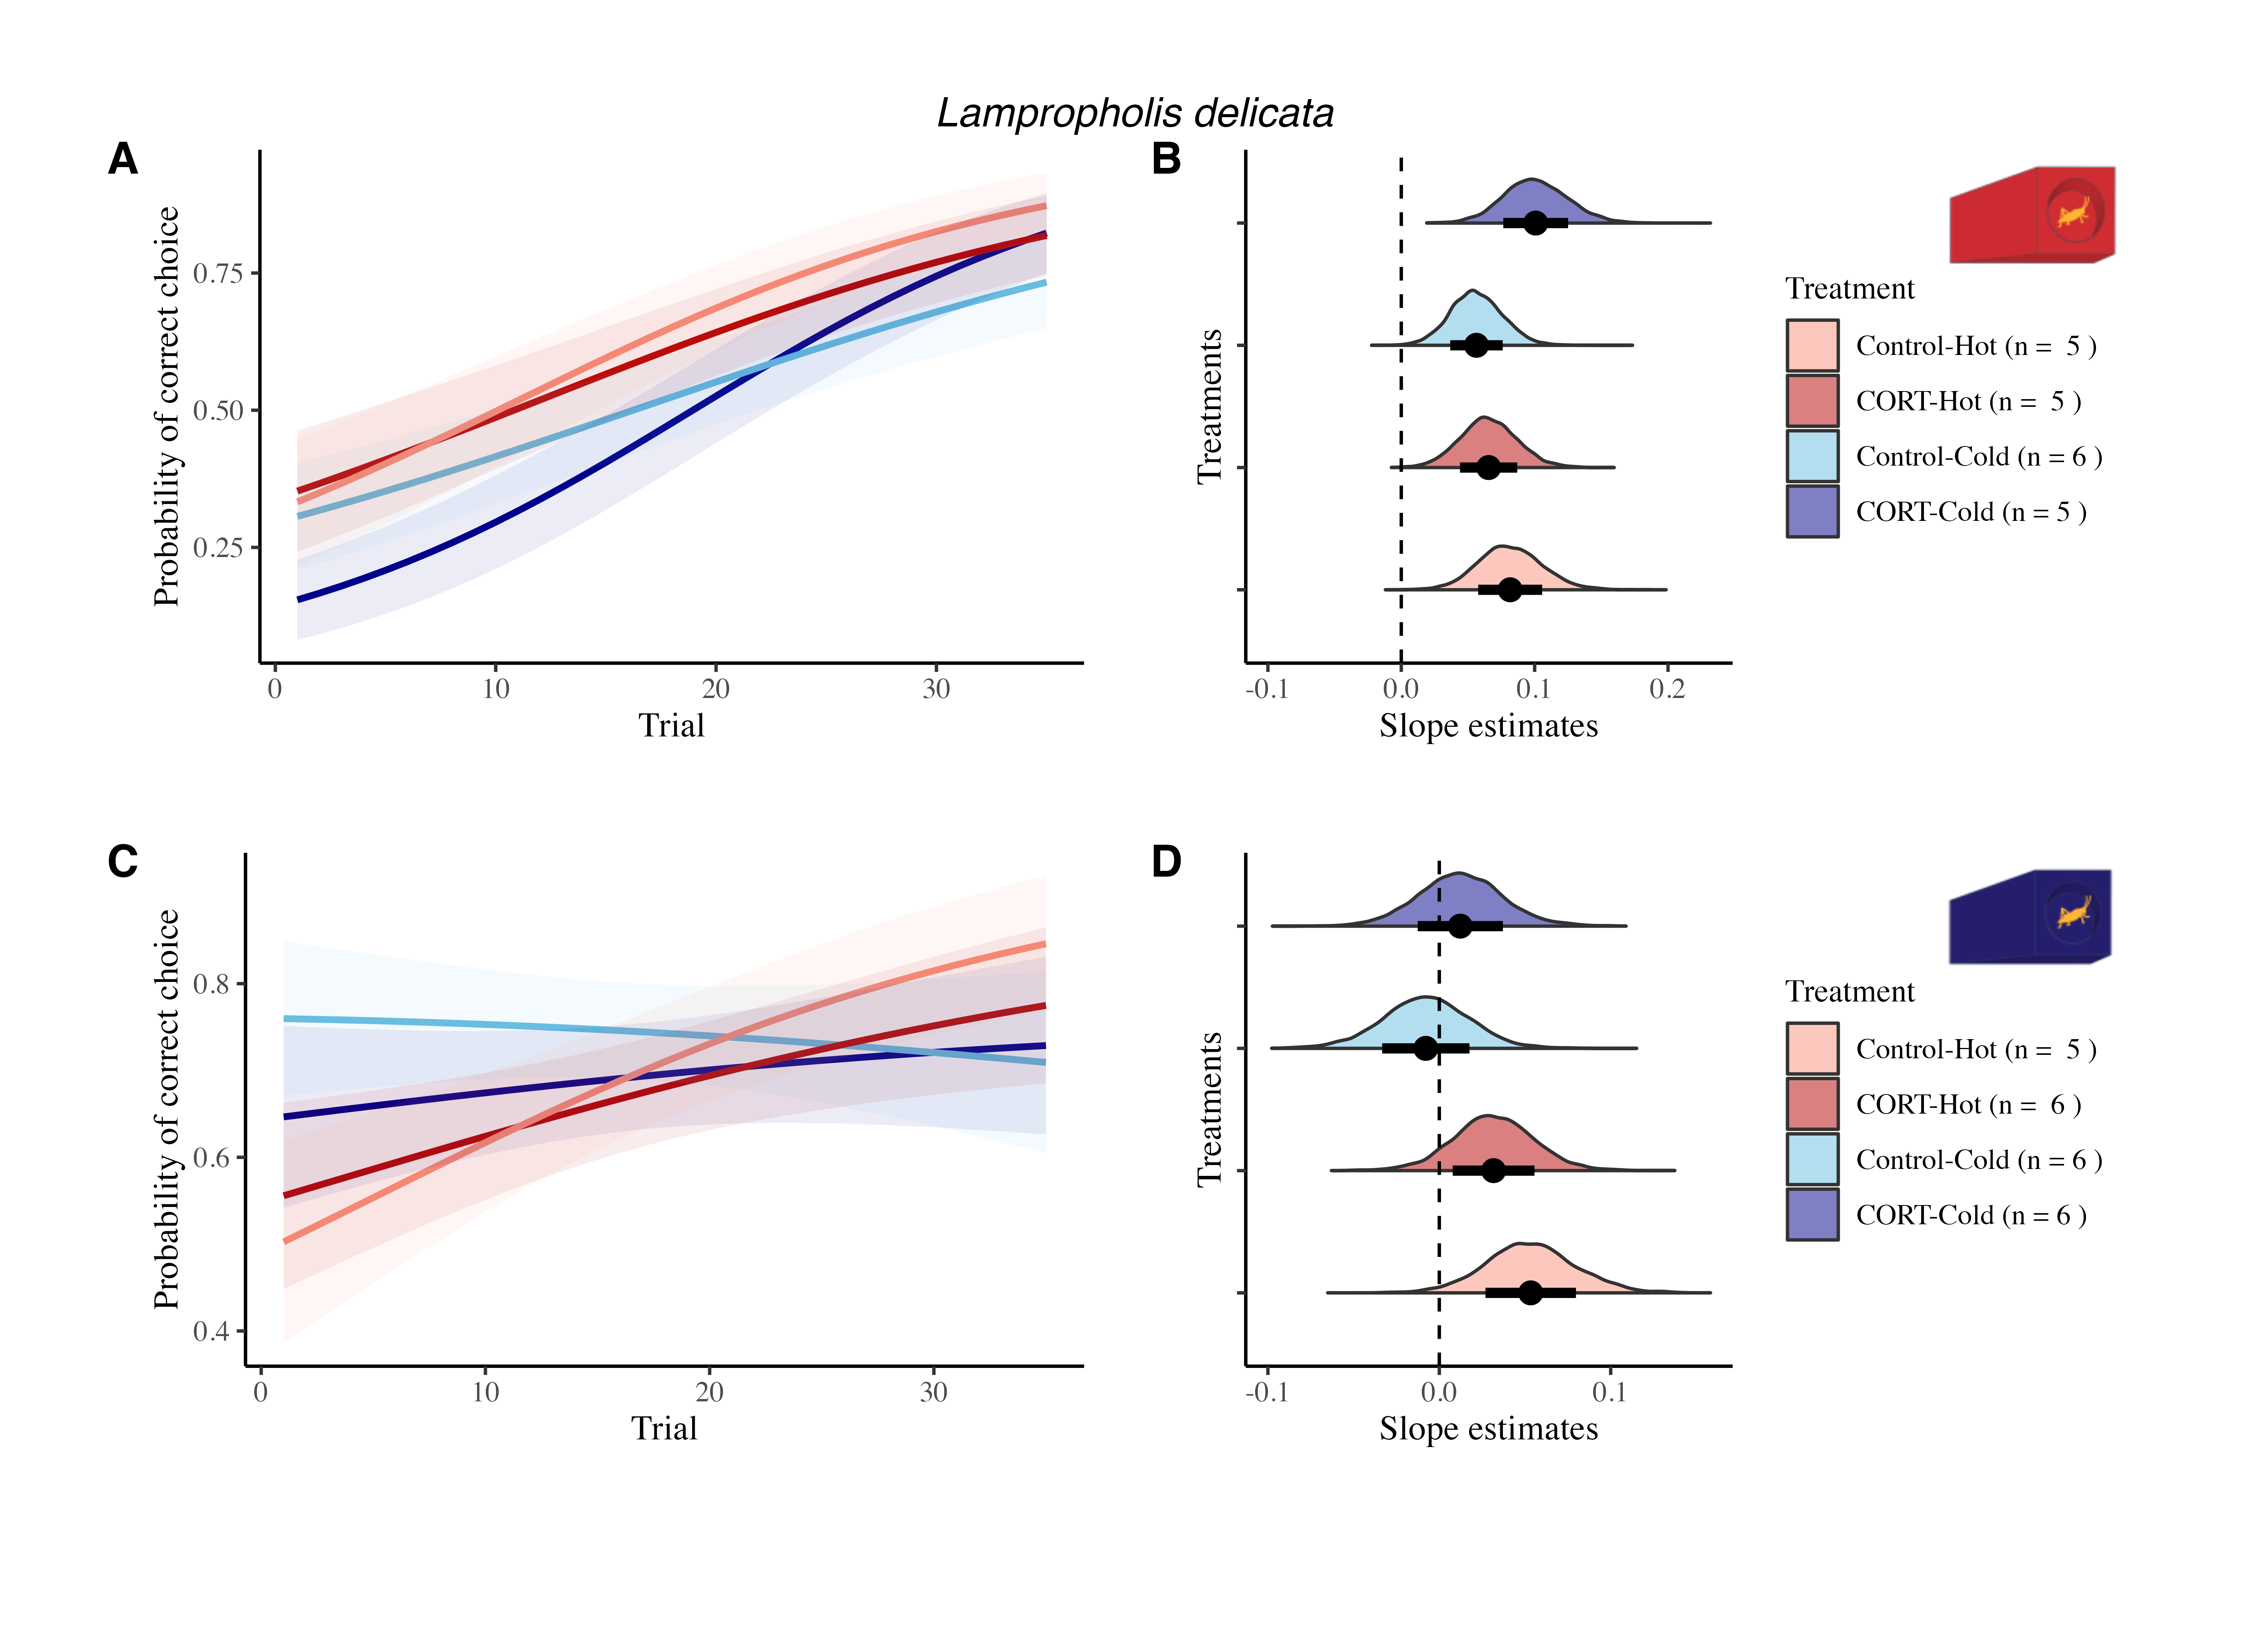 Lampropholis delicata
A
Probability of correct choice
0.75
0.50
0.25
0
10
20
30
Trial
B
Treatments
-0.1
0.0
0.1
0.2
Slope estimates
Treatment
Control-Hot (n =  5 )
CORT-Hot (n =  5 )
Control-Cold (n = 6 )
CORT-Cold (n = 5 )
C
Probability of correct choice
0.8
0.6
0.4
0
10
20
30
Trial
D
Treatments
-0.1
0.0
0.1
Slope estimates
Treatment
Control-Hot (n =  5 )
CORT-Hot (n =  6 )
Control-Cold (n = 6 )
CORT-Cold (n = 6 )